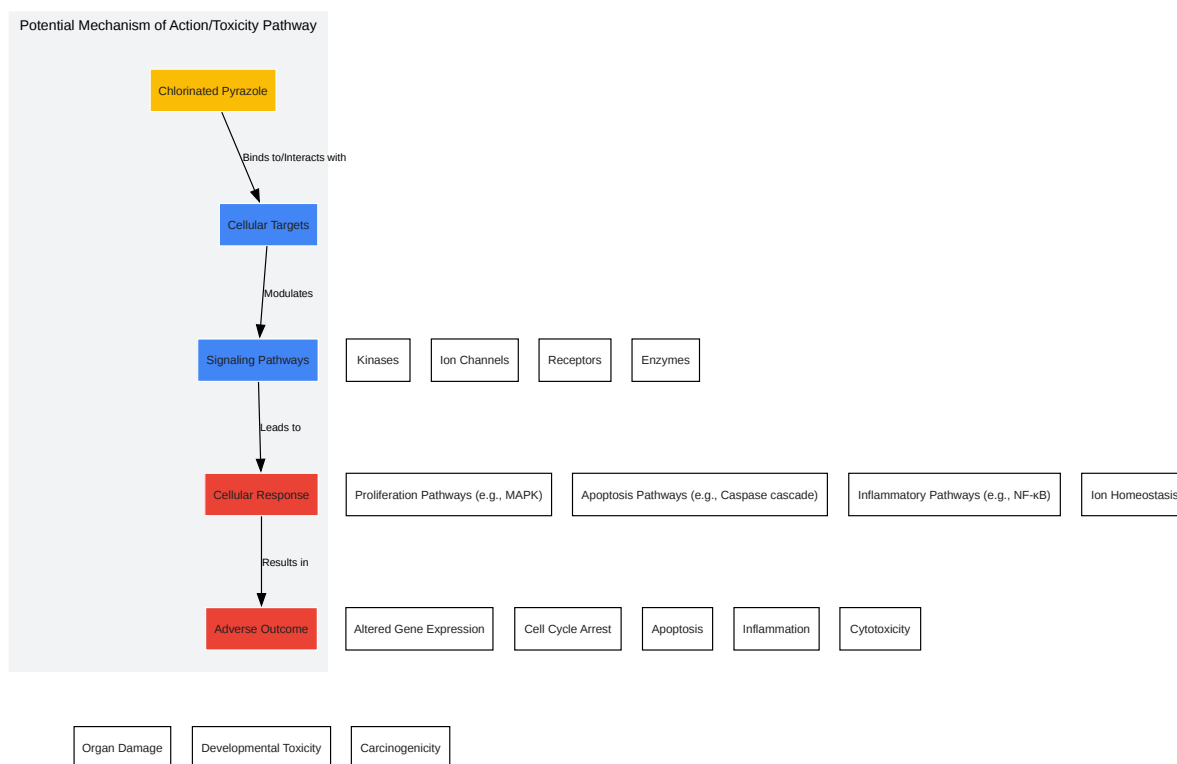 Potential Mechanism of Action/Toxicity Pathway
Chlorinated Pyrazole
Binds to/Interacts with
Cellular Targets
Modulates
Signaling Pathways
Kinases
Ion Channels
Receptors
Enzymes
Leads to
Cellular Response
Proliferation Pathways (e.g., MAPK)
Apoptosis Pathways (e.g., Caspase cascade)
Inflammatory Pathways (e.g., NF-κB)
Ion Homeostasis
Results in
Adverse Outcome
Altered Gene Expression
Cell Cycle Arrest
Apoptosis
Inflammation
Cytotoxicity
Organ Damage
Developmental Toxicity
Carcinogenicity